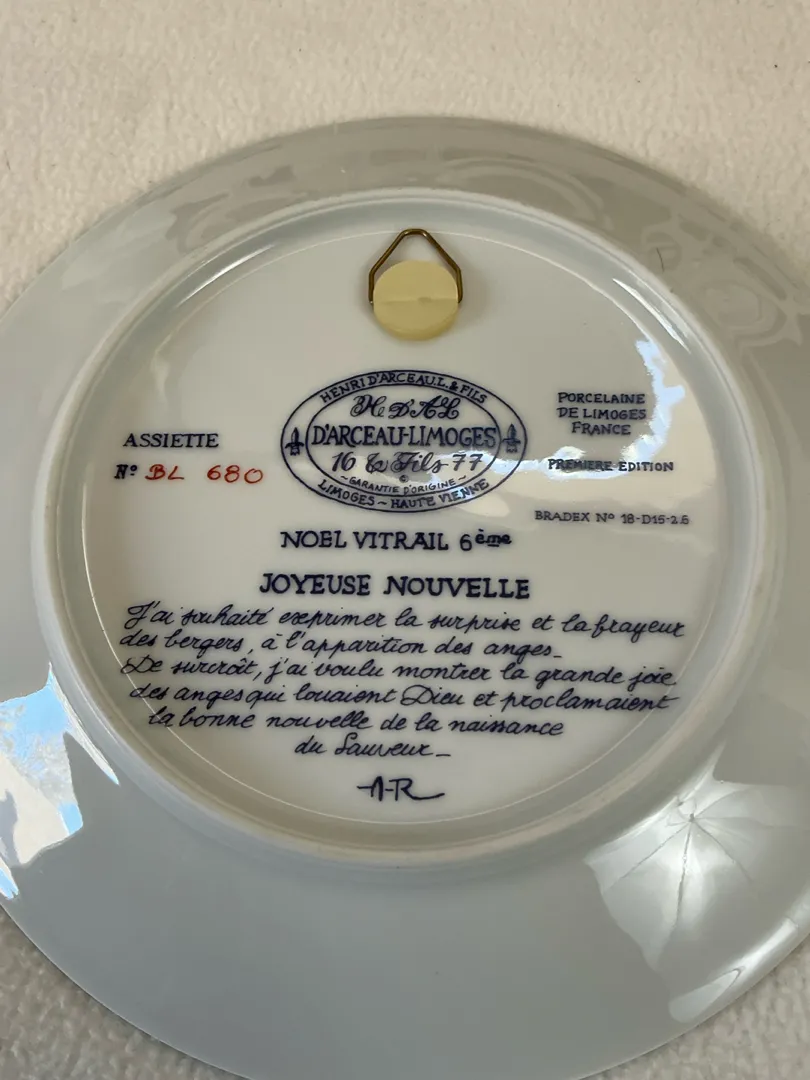 HENRI D'ARCEAU.L. & FILS
H D'A&L
D'ARCEAU-LIMOGES
16 & Fils 77
~ GARANTIE D'ORIGINE ~
©
LIMOGES ~ HAUTE VIENNE
ASSIETTE
Nº BL 680
PORCELAINE
DE LIMOGES
FRANCE
PREMIÈRE EDITION
BRADEX Nº 18-D15-2.6
NOEL VITRAIL 6ème
JOYEUSE NOUVELLE
J'ai souhaité exprimer la surprise et la frayeur
des bergers, à l'apparition des anges_
De surcroît, j'ai voulu montrer la grande joie
des anges qui louaient Dieu et proclamaient
la bonne nouvelle de la naissance
du Sauveur_
A-R